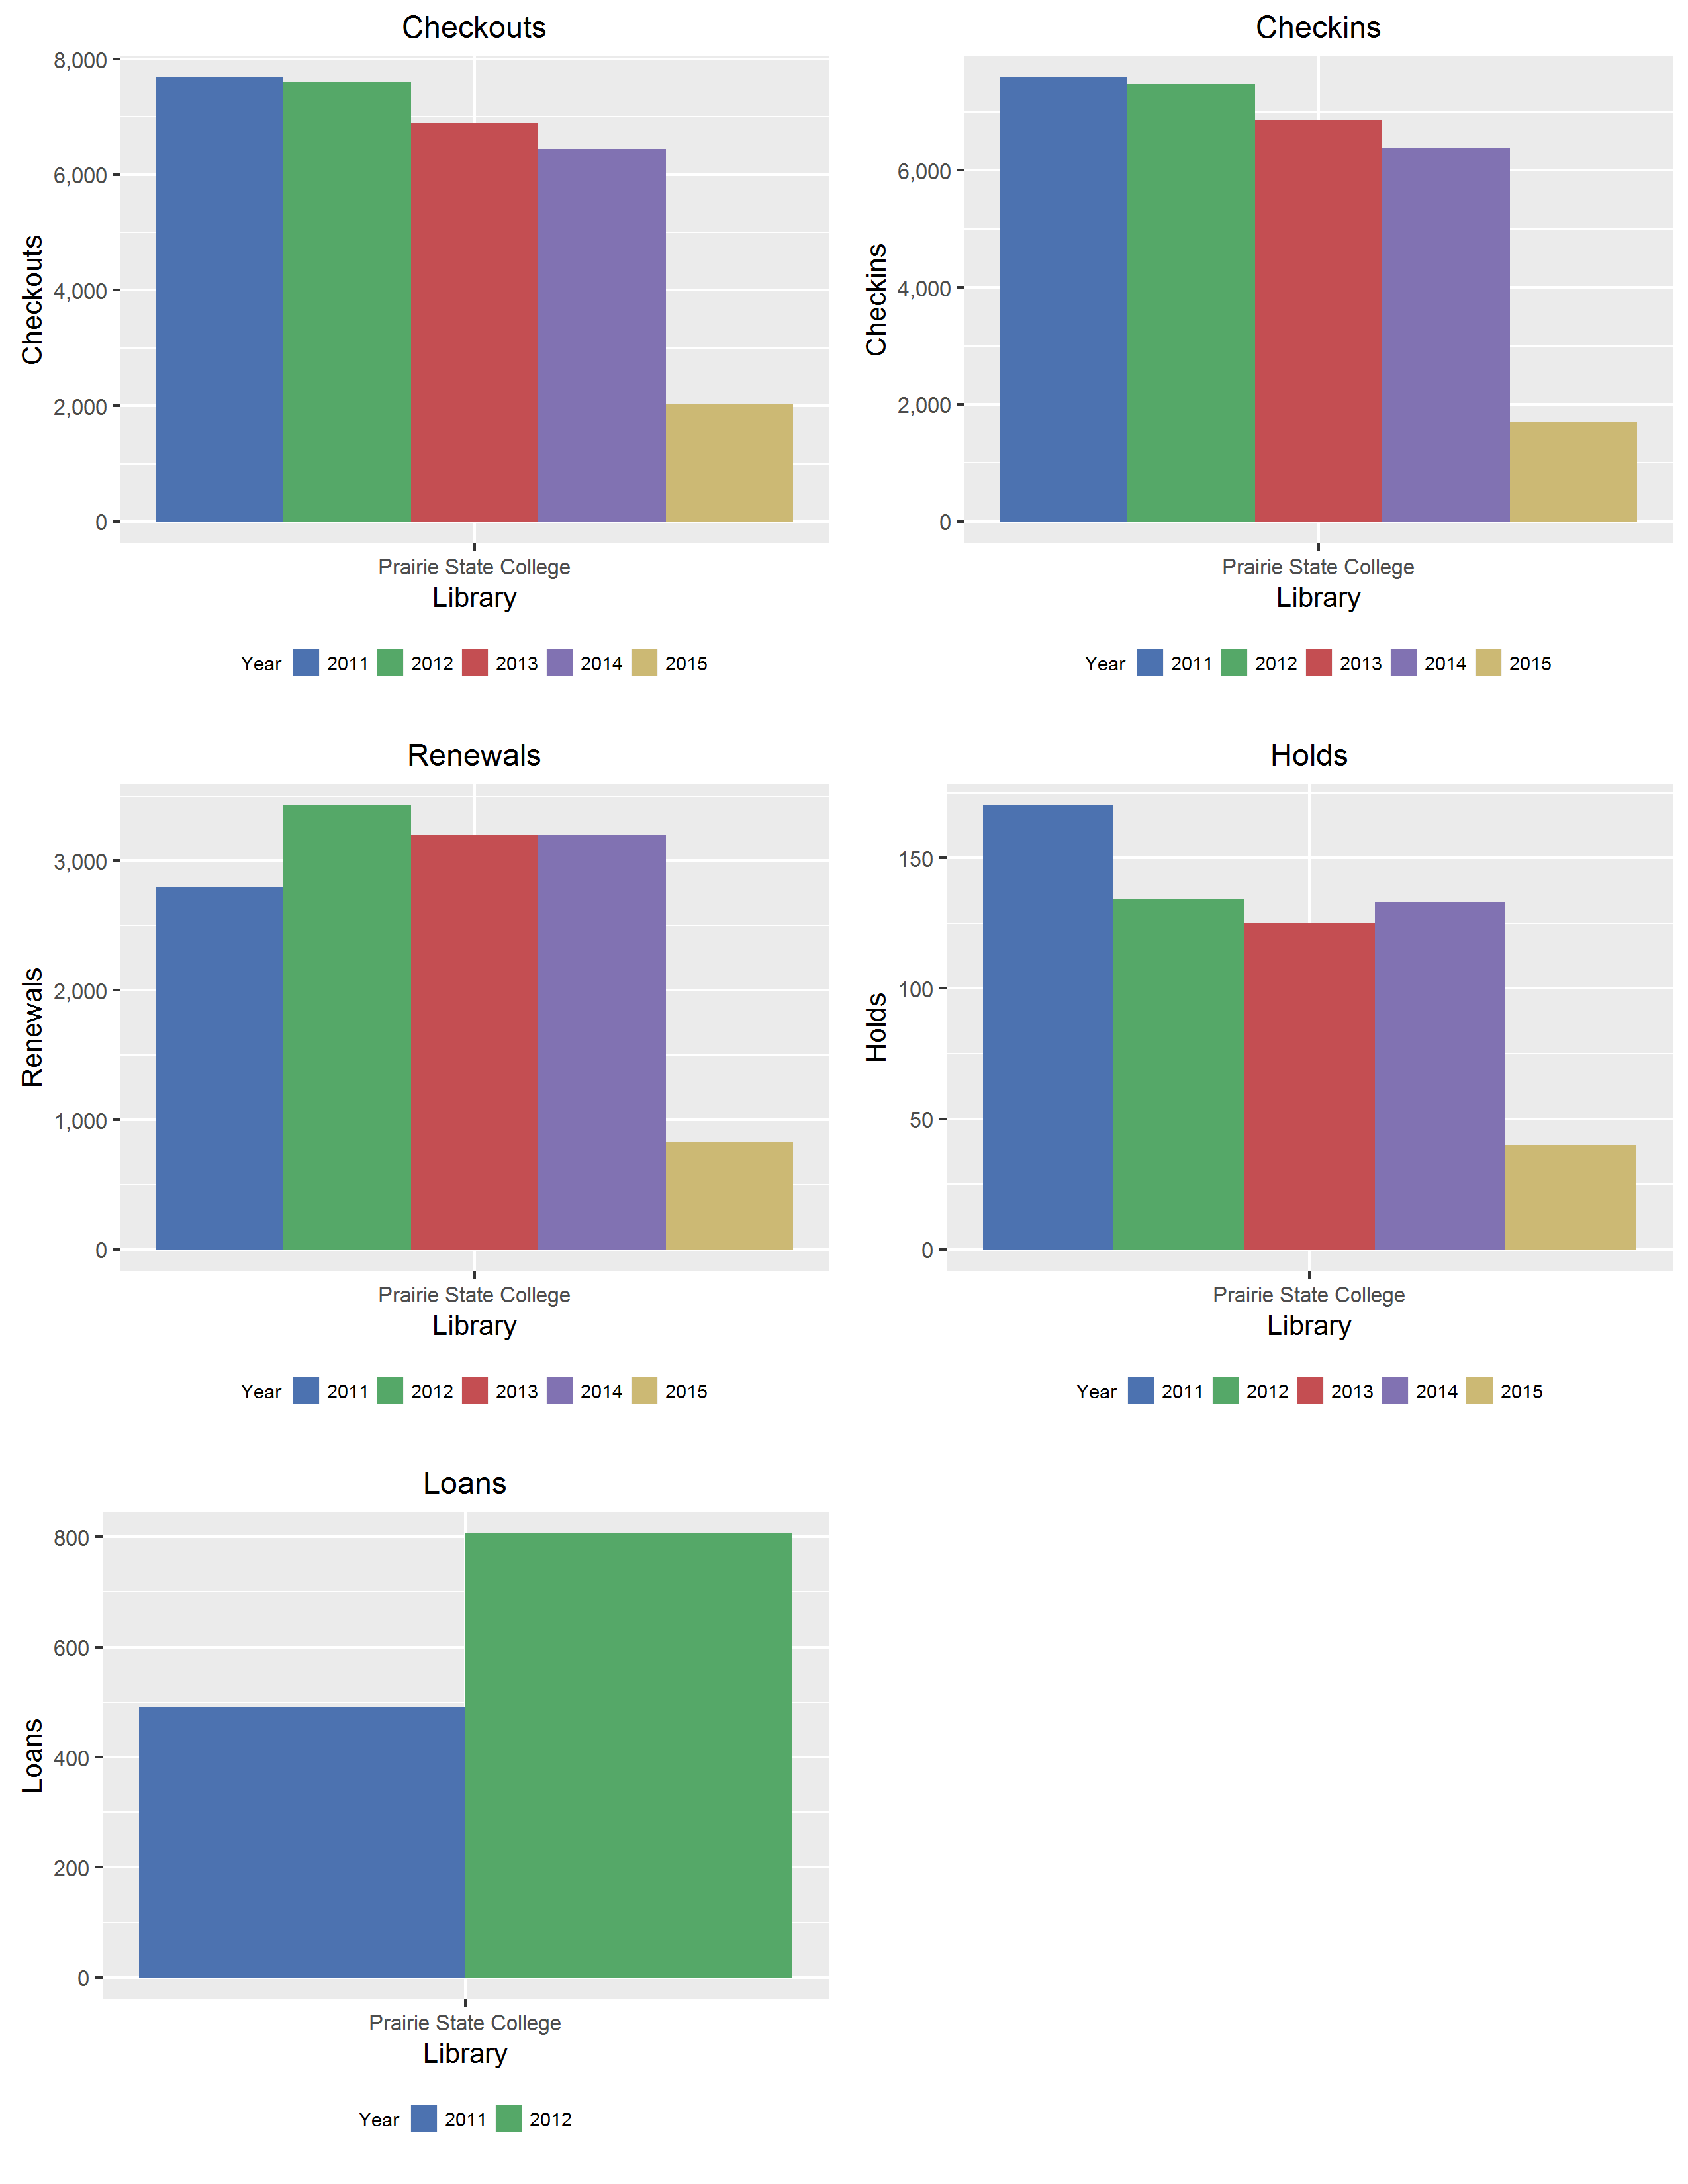 Checkouts
8,000
6,000
4,000
2,000
0
Checkouts
Prairie State College
Library
Year 2011 2012 2013 2014 2015
Checkins
6,000
4,000
2,000
0
Checkins
Prairie State College
Library
Year 2011 2012 2013 2014 2015
Renewals
3,000
2,000
1,000
0
Renewals
Prairie State College
Library
Year 2011 2012 2013 2014 2015
Holds
150
100
50
0
Holds
Prairie State College
Library
Year 2011 2012 2013 2014 2015
Loans
800
600
400
200
0
Loans
Prairie State College
Library
Year 2011 2012